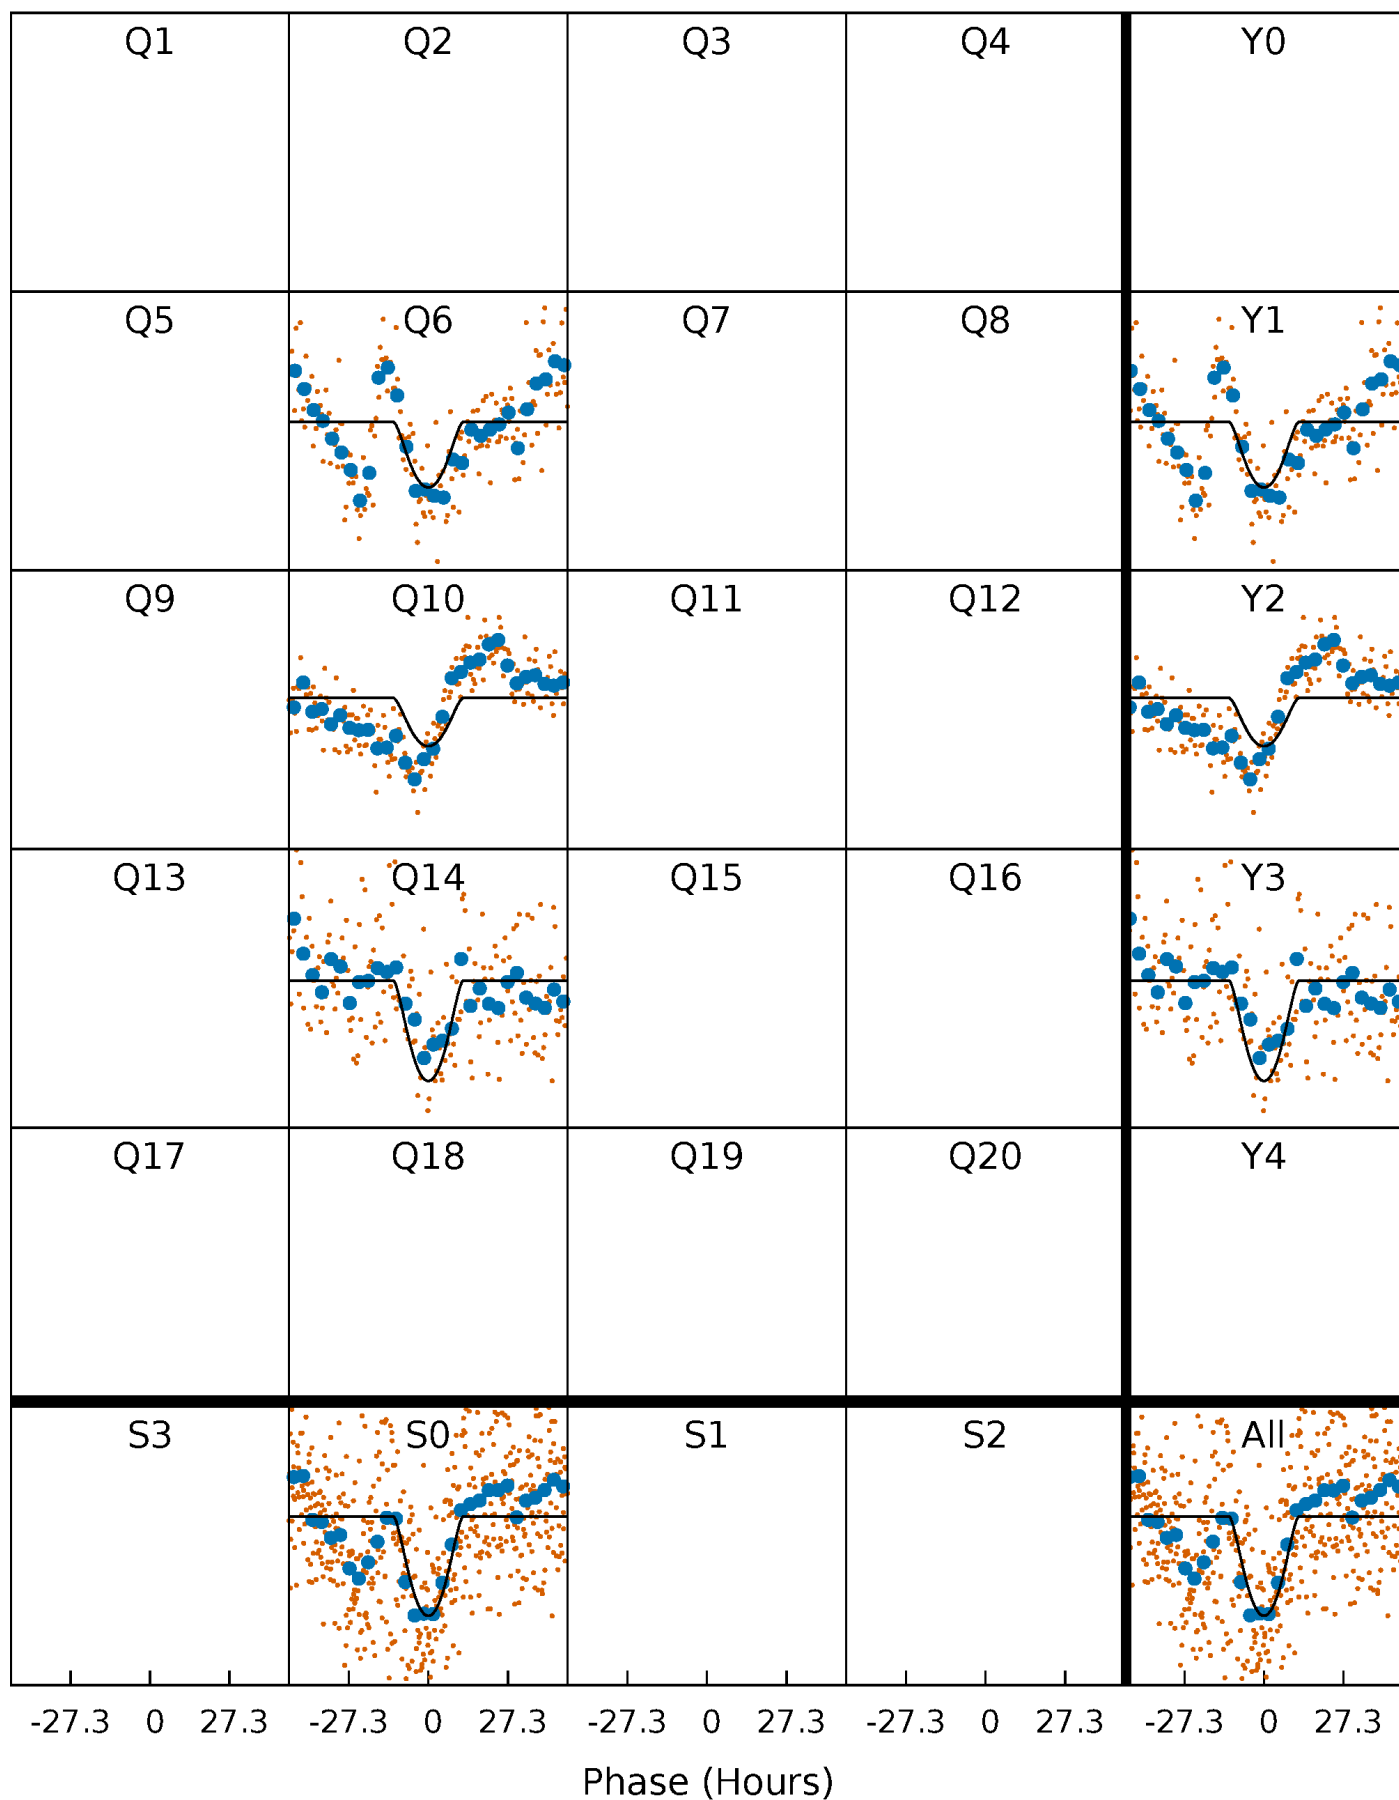 Q1 Q2 Q3 Q4 Y0
Q5 Q6 Q7 Q8 Y1
Q9 Q10 Q11 Q12 Y2
Q13 Q14 Q15 Q16 Y3
Q17 Q18 Q19 Q20 Y4
S3 S0 S1 S2 All
-27.3 0 27.3 -27.3 0 27.3 -27.3 0 27.3 -27.3 0 27.3 -27.3 0 27.3
Phase (Hours)